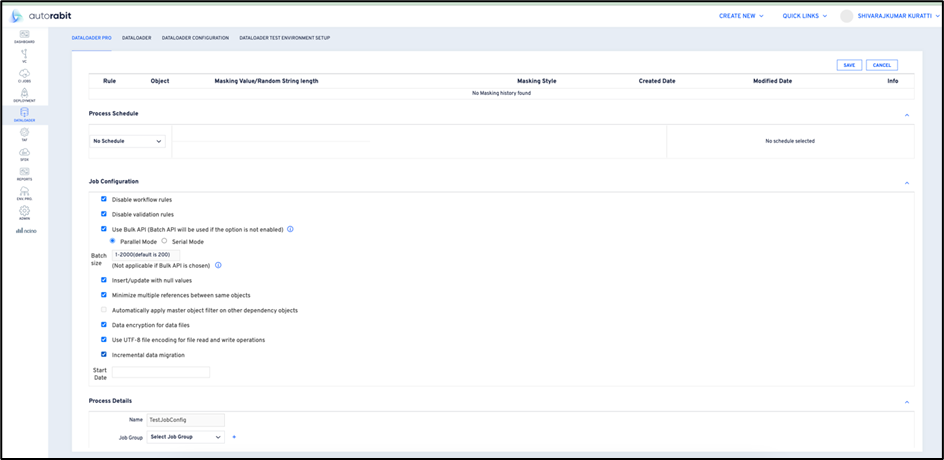 autorabit
CREATE NEW
QUICK LINKS
SHIVARAJKUMAR KURATTI
DASHBOARD
VC
CI JOBS
DEPLOYMENT
DATALOADER
TAF
SFDX
REPORTS
ENV. PRO.
ADMIN
ncino
DATALOADER PRO
DATALOADER
DATALOADER CONFIGURATION
DATALOADER TEST ENVIRONMENT SETUP
SAVE
CANCEL
Rule Object Masking Value/Random String length Masking Style Created Date Modified Date Info
No Masking history found
Process Schedule
No Schedule
No schedule selected
Job Configuration
Disable workflow rules
Disable validation rules
Use Bulk API (Batch API will be used if the option is not enabled)
Parallel Mode Serial Mode
Batch size
1-2000(default is 200)
(Not applicable if Bulk API is chosen)
Insert/update with null values
Minimize multiple references between same objects
Automatically apply master object filter on other dependency objects
Data encryption for data files
Use UTF-8 file encoding for file read and write operations
Incremental data migration
Start Date
Process Details
Name TestJobConfig
Job Group Select Job Group +